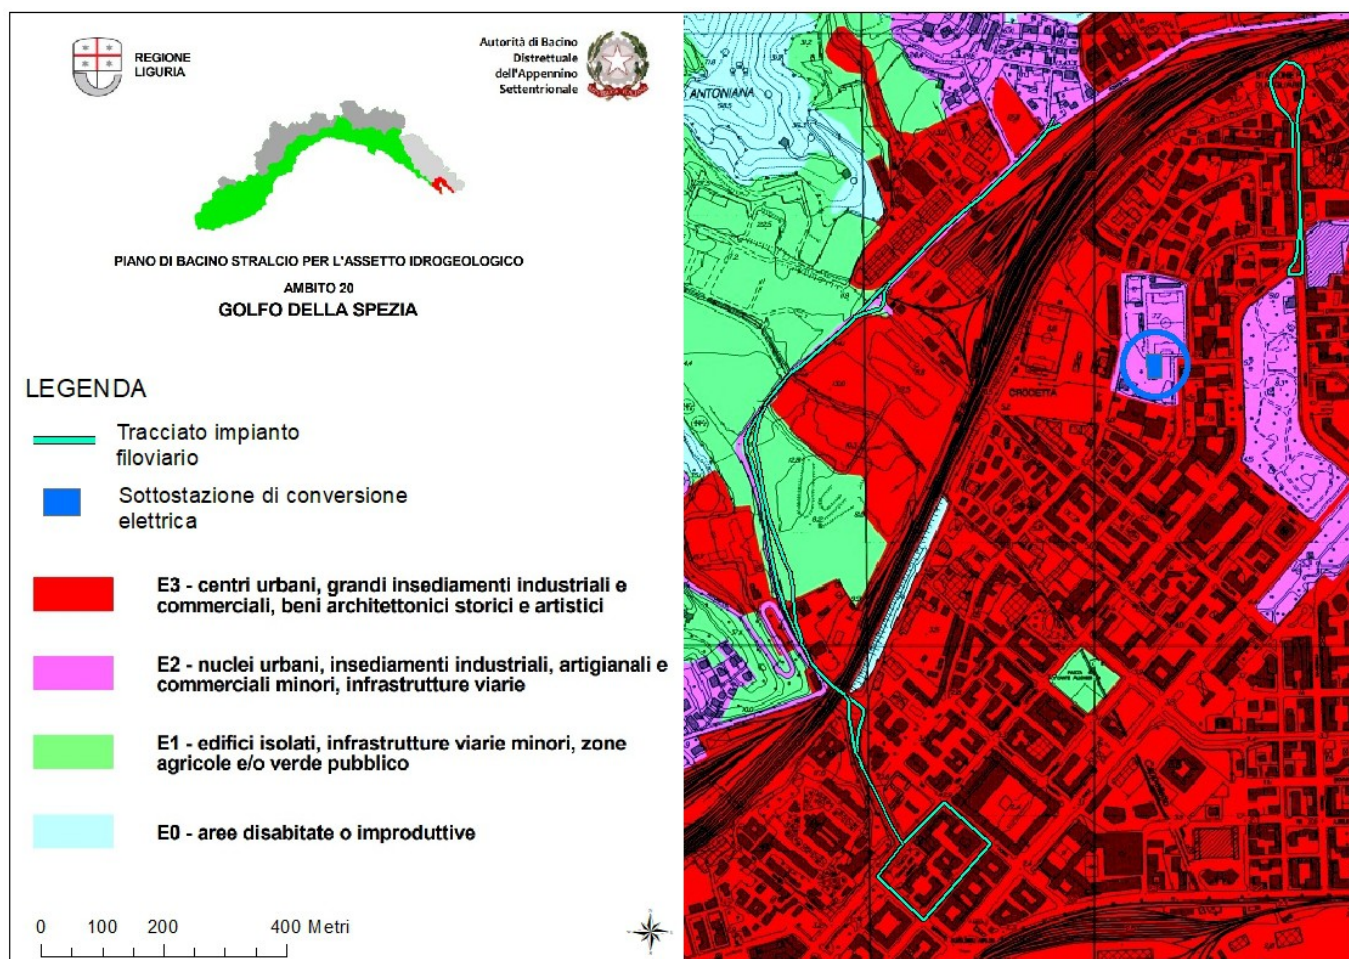 REGIONE
LIGURIA
Autorità di Bacino
Distrettuale
dell'Appennino
Settentrionale
PIANO DI BACINO STRALCIO PER L'ASSETTO IDROGEOLOGICO
AMBITO 20
GOLFO DELLA SPEZIA
LEGENDA
Tracciato impianto
filoviario
Sottostazione di conversione
elettrica
E3 - centri urbani, grandi insediamenti industriali e
commerciali, beni architettonici storici e artistici
E2 - nuclei urbani, insediamenti industriali, artigianali e
commerciali minori, infrastrutture viarie
E1 - edifici isolati, infrastrutture viarie minori, zone
agricole e/o verde pubblico
E0 - aree disabitate o improduttive
0 100 200 400 Metri
ANTONIANA
CROCETTA